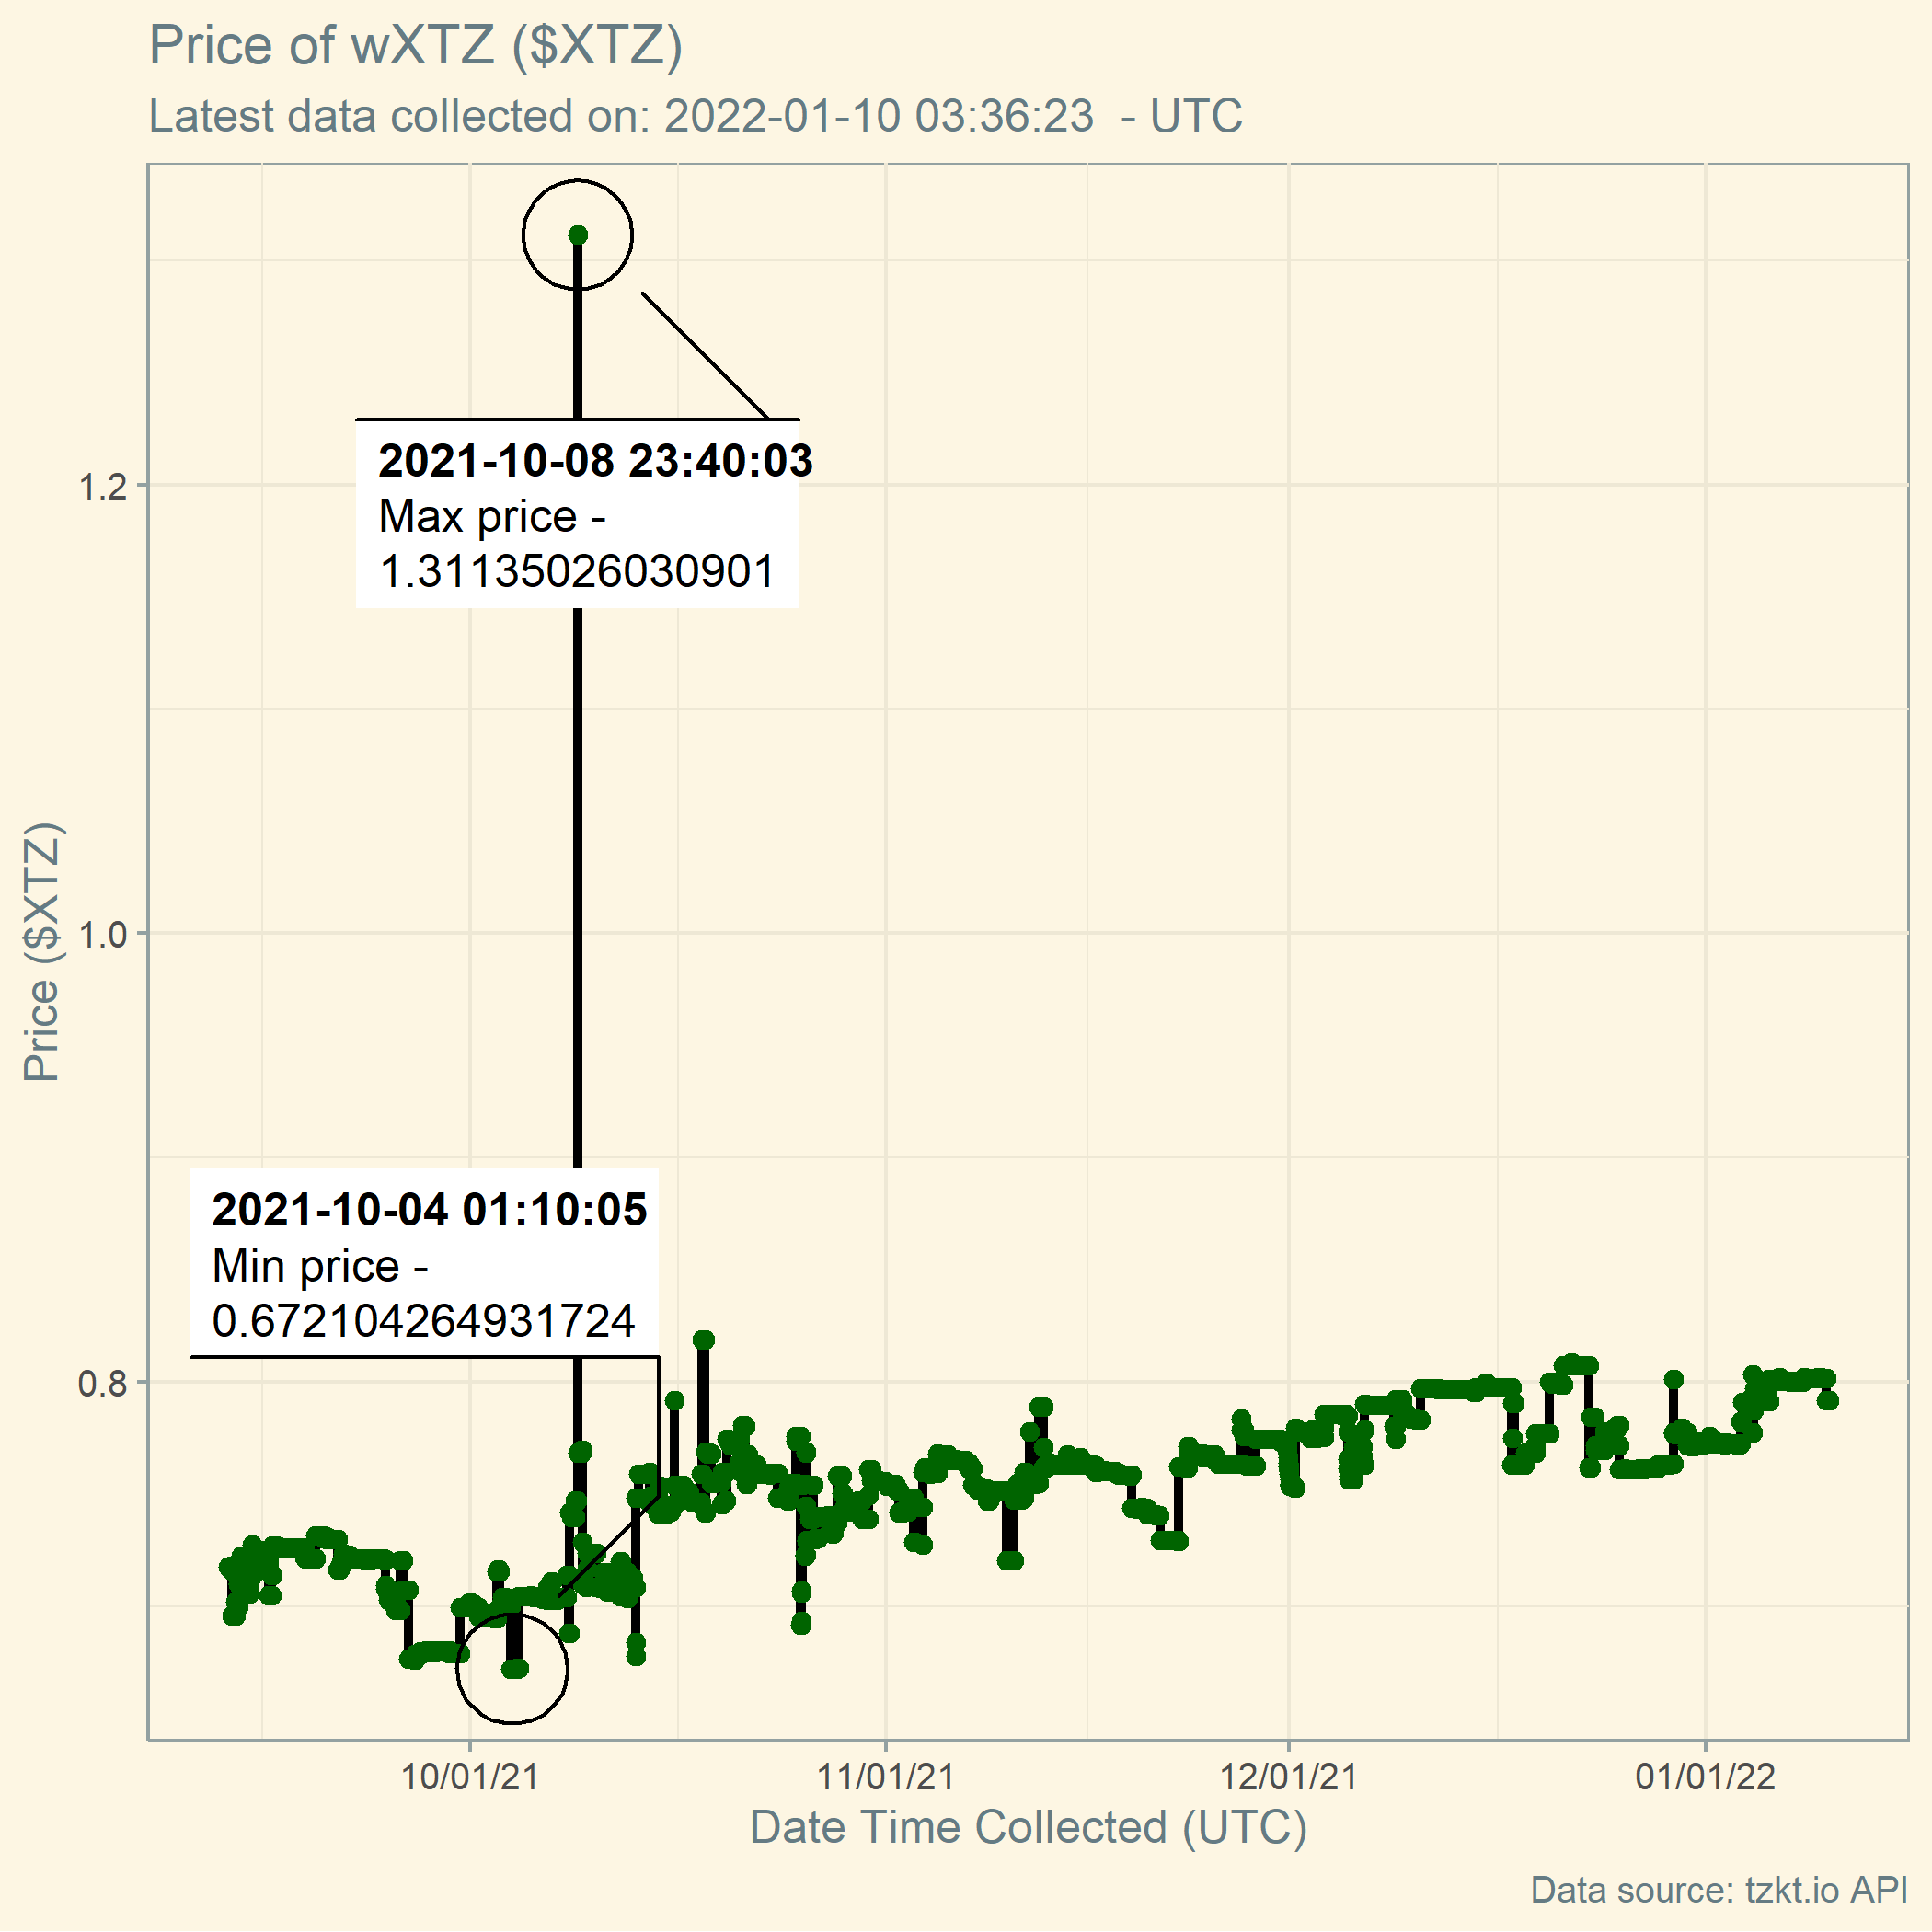 Price of wXTZ ($XTZ)
Latest data collected on: 2022-01-10 03:36:23  - UTC
2021-10-08 23:40:03
Max price -
1.31135026030901
1.2
1.0
0.8
Price ($XTZ)
2021-10-04 01:10:05
Min price -
0.672104264931724
10/01/21
11/01/21
12/01/21
01/01/22
Date Time Collected (UTC)
Data source: tzkt.io API